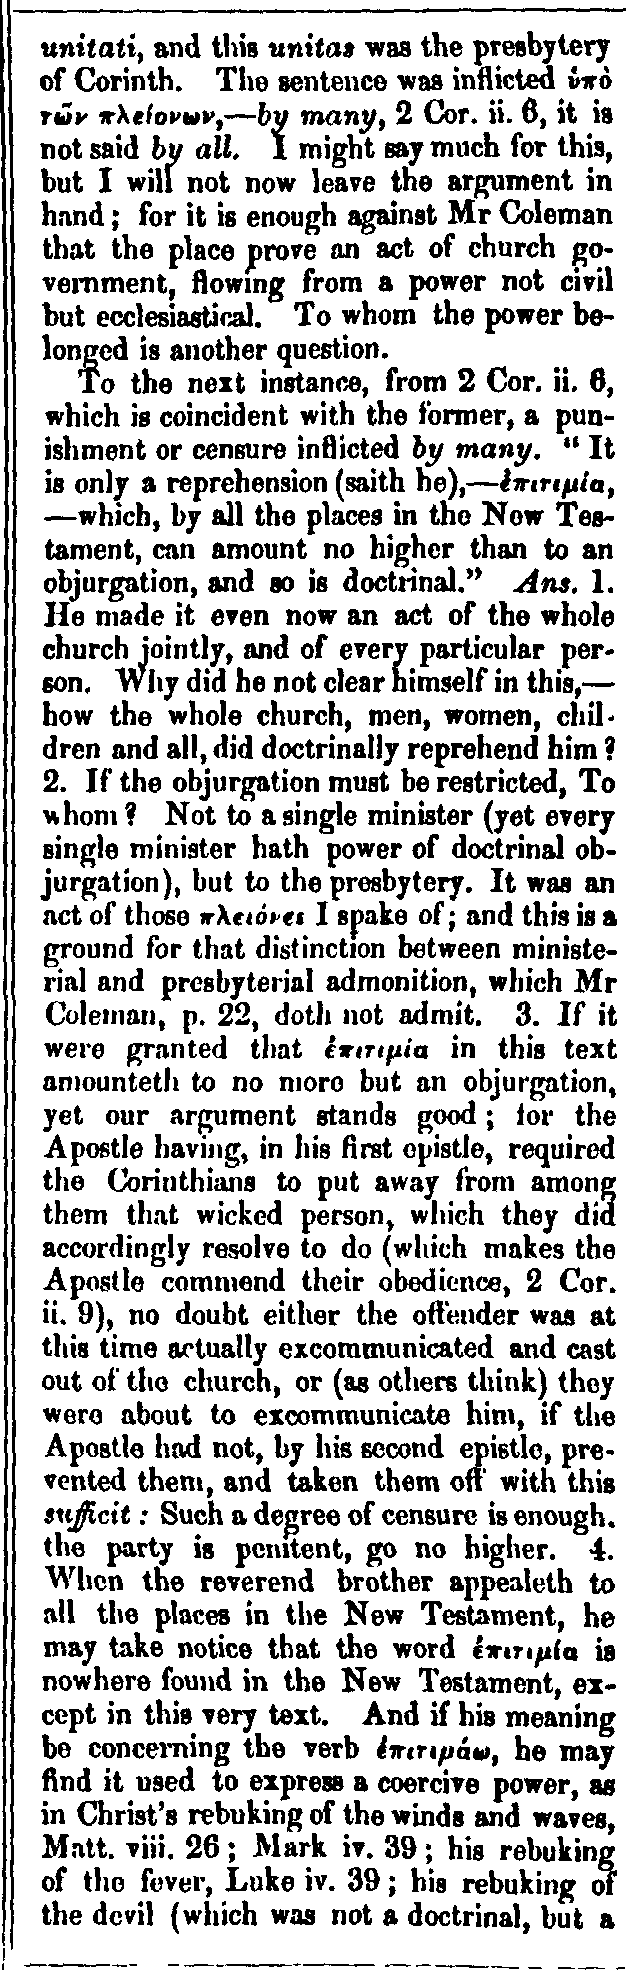 unitati, and this unitas was the presbytery
of Corinth. The sentence was inflicted ὑπὸ
τῶν πλείονων,—by many, 2 Cor. ii. 6, it is
not said by all. I might say much for this,
but I will not now leave the argument in
hand; for it is enough against Mr Coleman
that the place prove an act of church go-
vernment, flowing from a power not civil
but ecclesiastical. To whom the power be-
longed is another question.
To the next instance, from 2 Cor. ii. 6,
which is coincident with the former, a pun-
ishment or censure inflicted by many. “It
is only a reprehension (saith he),—ἐπιτιμία,
—which, by all the places in the New Tes-
tament, can amount no higher than to an
objurgation, and so is doctrinal.” Ans. 1.
He made it even now an act of the whole
church jointly, and of every particular per-
son. Why did he not clear himself in this,—
how the whole church, men, women, chil-
dren and all, did doctrinally reprehend him?
2. If the objurgation must be restricted, To
whom? Not to a single minister (yet every
single minister hath power of doctrinal ob-
jurgation), but to the presbytery. It was an
act of those πλειόνες I spake of; and this is a
ground for that distinction between ministe-
rial and presbyterial admonition, which Mr
Coleman, p. 22, doth not admit. 3. If it
were granted that ἐπιτιμία in this text
amounteth to no more but an objurgation,
yet our argument stands good; for the
Apostle having, in his first epistle, required
the Corinthians to put away from among
them that wicked person, which they did
accordingly resolve to do (which makes the
Apostle commend their obedience, 2 Cor.
ii. 9), no doubt either the offender was at
this time actually excommunicated and cast
out of the church, or (as others think) they
were about to excommunicate him, if the
Apostle had not, by his second epistle, pre-
vented them, and taken them off with this
sufficit: Such a degree of censure is enough,
the party is penitent, go no higher. 4.
When the reverend brother appealeth to
all the places in the New Testament, he
may take notice that the word ἐπιτιμία is
nowhere found in the New Testament, ex-
cept in this very text. And if his meaning
be concerning the verb ἐπιτιμάω, he may
find it used to express a coercive power, as
in Christ's rebuking of the winds and waves,
Matt. viii. 26; Mark iv. 39; his rebuking
of the fever, Luke iv. 39; his rebuking of
the devil (which was not a doctrinal, but a